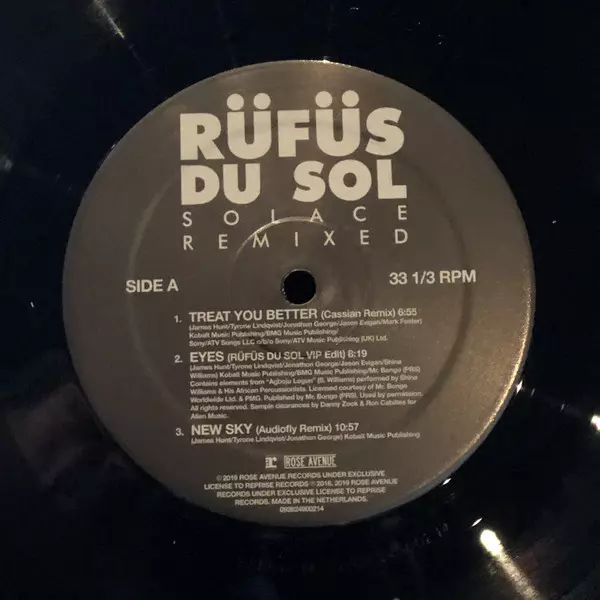 RÜFÜS
DU SOL
SOLACE
REMIXED
SIDE A
33 1/3 RPM
1. TREAT YOU BETTER (Cassian Remix) 6:55
(James Hunt/Tyrone Lindqvist/Jonathon George/Jason Evigan/Mark Foster)
Kobalt Music Publishing/BMG Music Publishing/
Sony/ATV Songs LLC o/b/o Sony/ATV Music Publishing (UK) Ltd.
2. EYES (RÜFÜS DU SOL VIP Edit) 6:19
(James Hunt/Tyrone Lindqvist/Jonathon George/Jason Evigan/Shina
Williams) Kobalt Music Publishing/BMG Music Publishing/Mr. Bongo (PRS)
Contains elements from "Agboju Logun" (S. Williams) performed by Shina
Williams & His African Percussionists. Licensed courtesy of Mr. Bongo
Worldwide Ltd. & PMG. Published by Mr. Bongo (PRS). Used by permission.
All rights reserved. Sample clearances by Danny Zook & Ron Cabiltes for
Alien Music.
3. NEW SKY (Audiofly Remix) 10:57
(James Hunt/Tyrone Lindqvist/Jonathon George) Kobalt Music Publishing
ROSE AVENUE
© 2019 ROSE AVENUE RECORDS UNDER EXCLUSIVE
LICENSE TO REPRISE RECORDS ℗ 2018, 2019 ROSE AVENUE
RECORDS UNDER EXCLUSIVE LICENSE TO REPRISE
RECORDS. MADE IN THE NETHERLANDS.